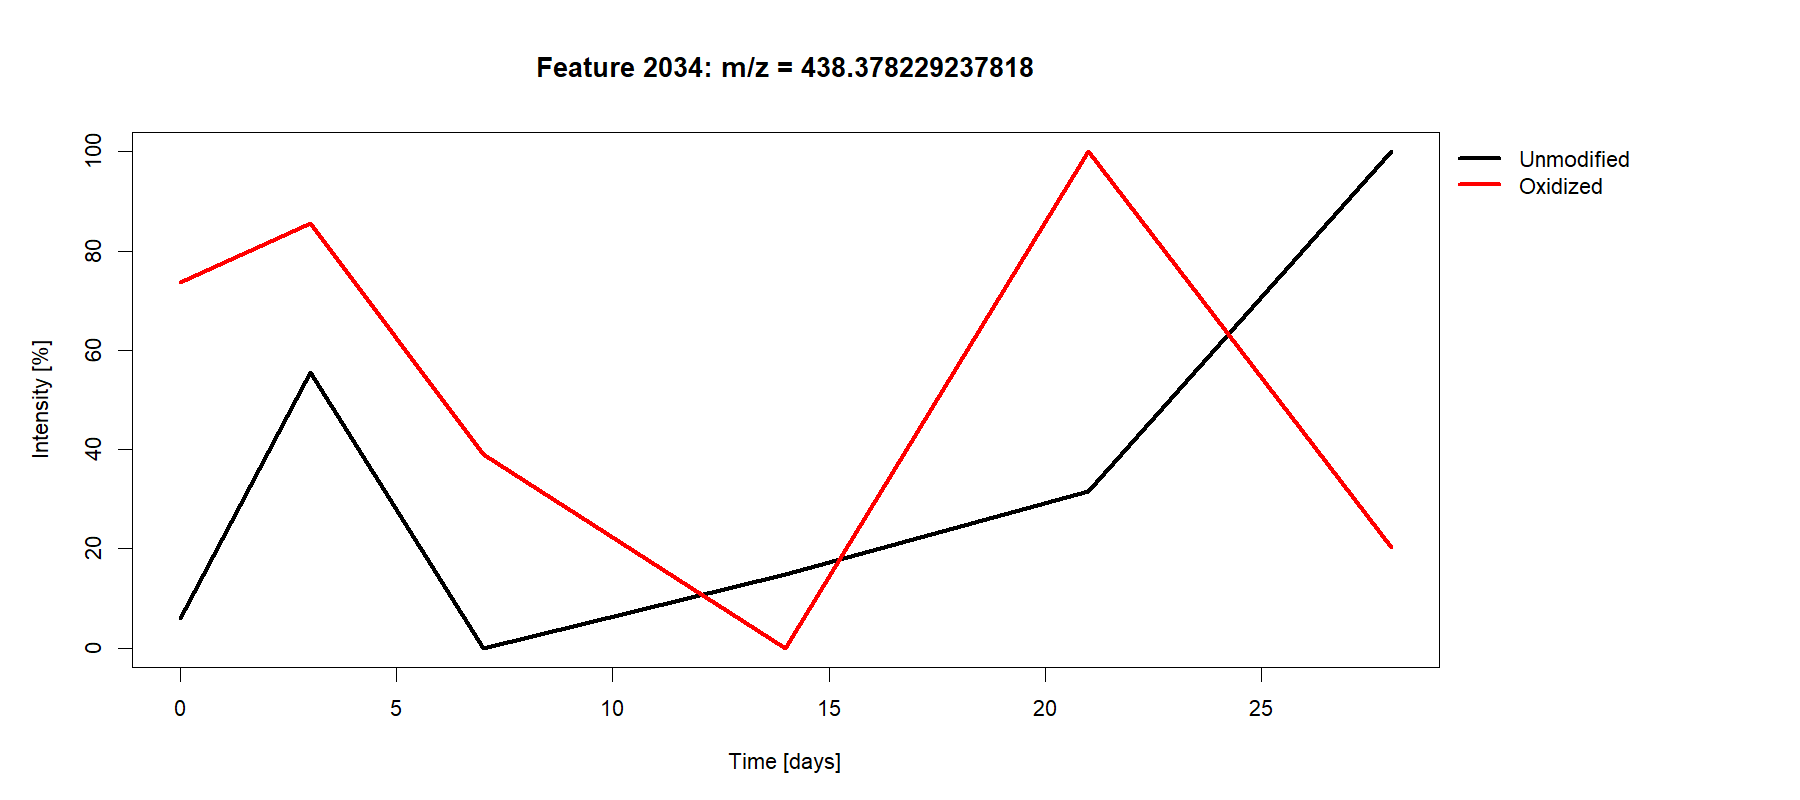 Feature 2034: m/z = 438.378229237818
Unmodified
Oxidized
Intensity [%]
100
80
60
40
20
0
0 5 10 15 20 25
Time [days]